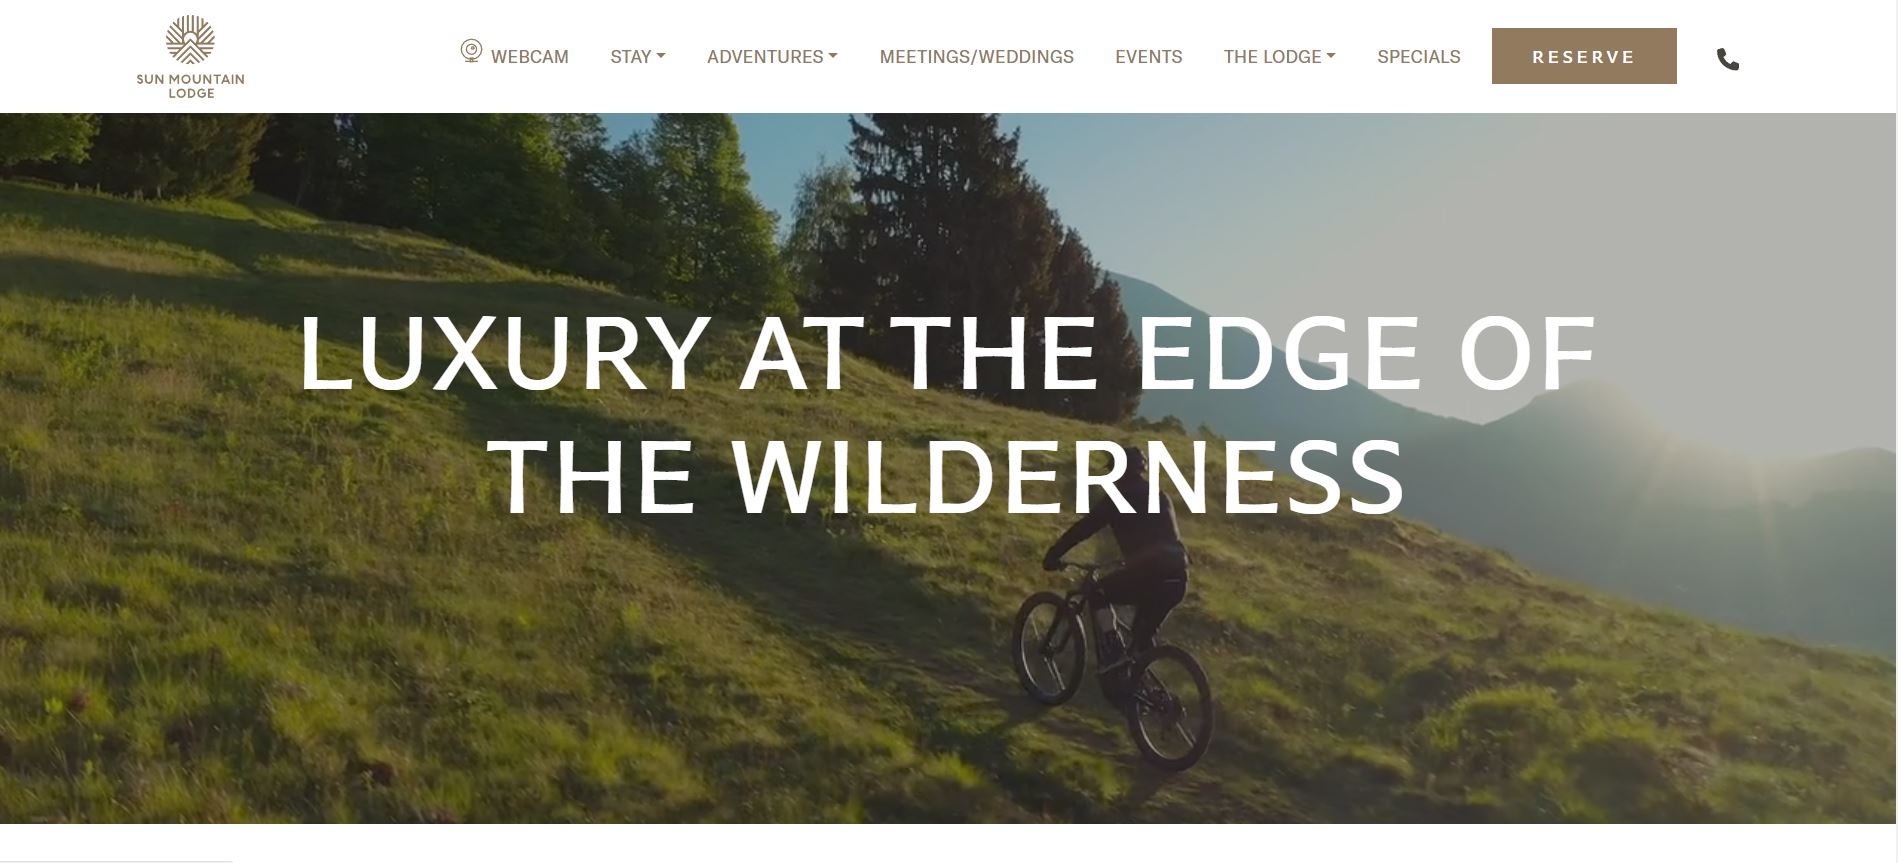 SUN MOUNTAIN
LODGE
WEBCAM
STAY
ADVENTURES
MEETINGS/WEDDINGS
EVENTS
THE LODGE
SPECIALS
RESERVE
LUXURY AT THE EDGE OF
THE WILDERNESS